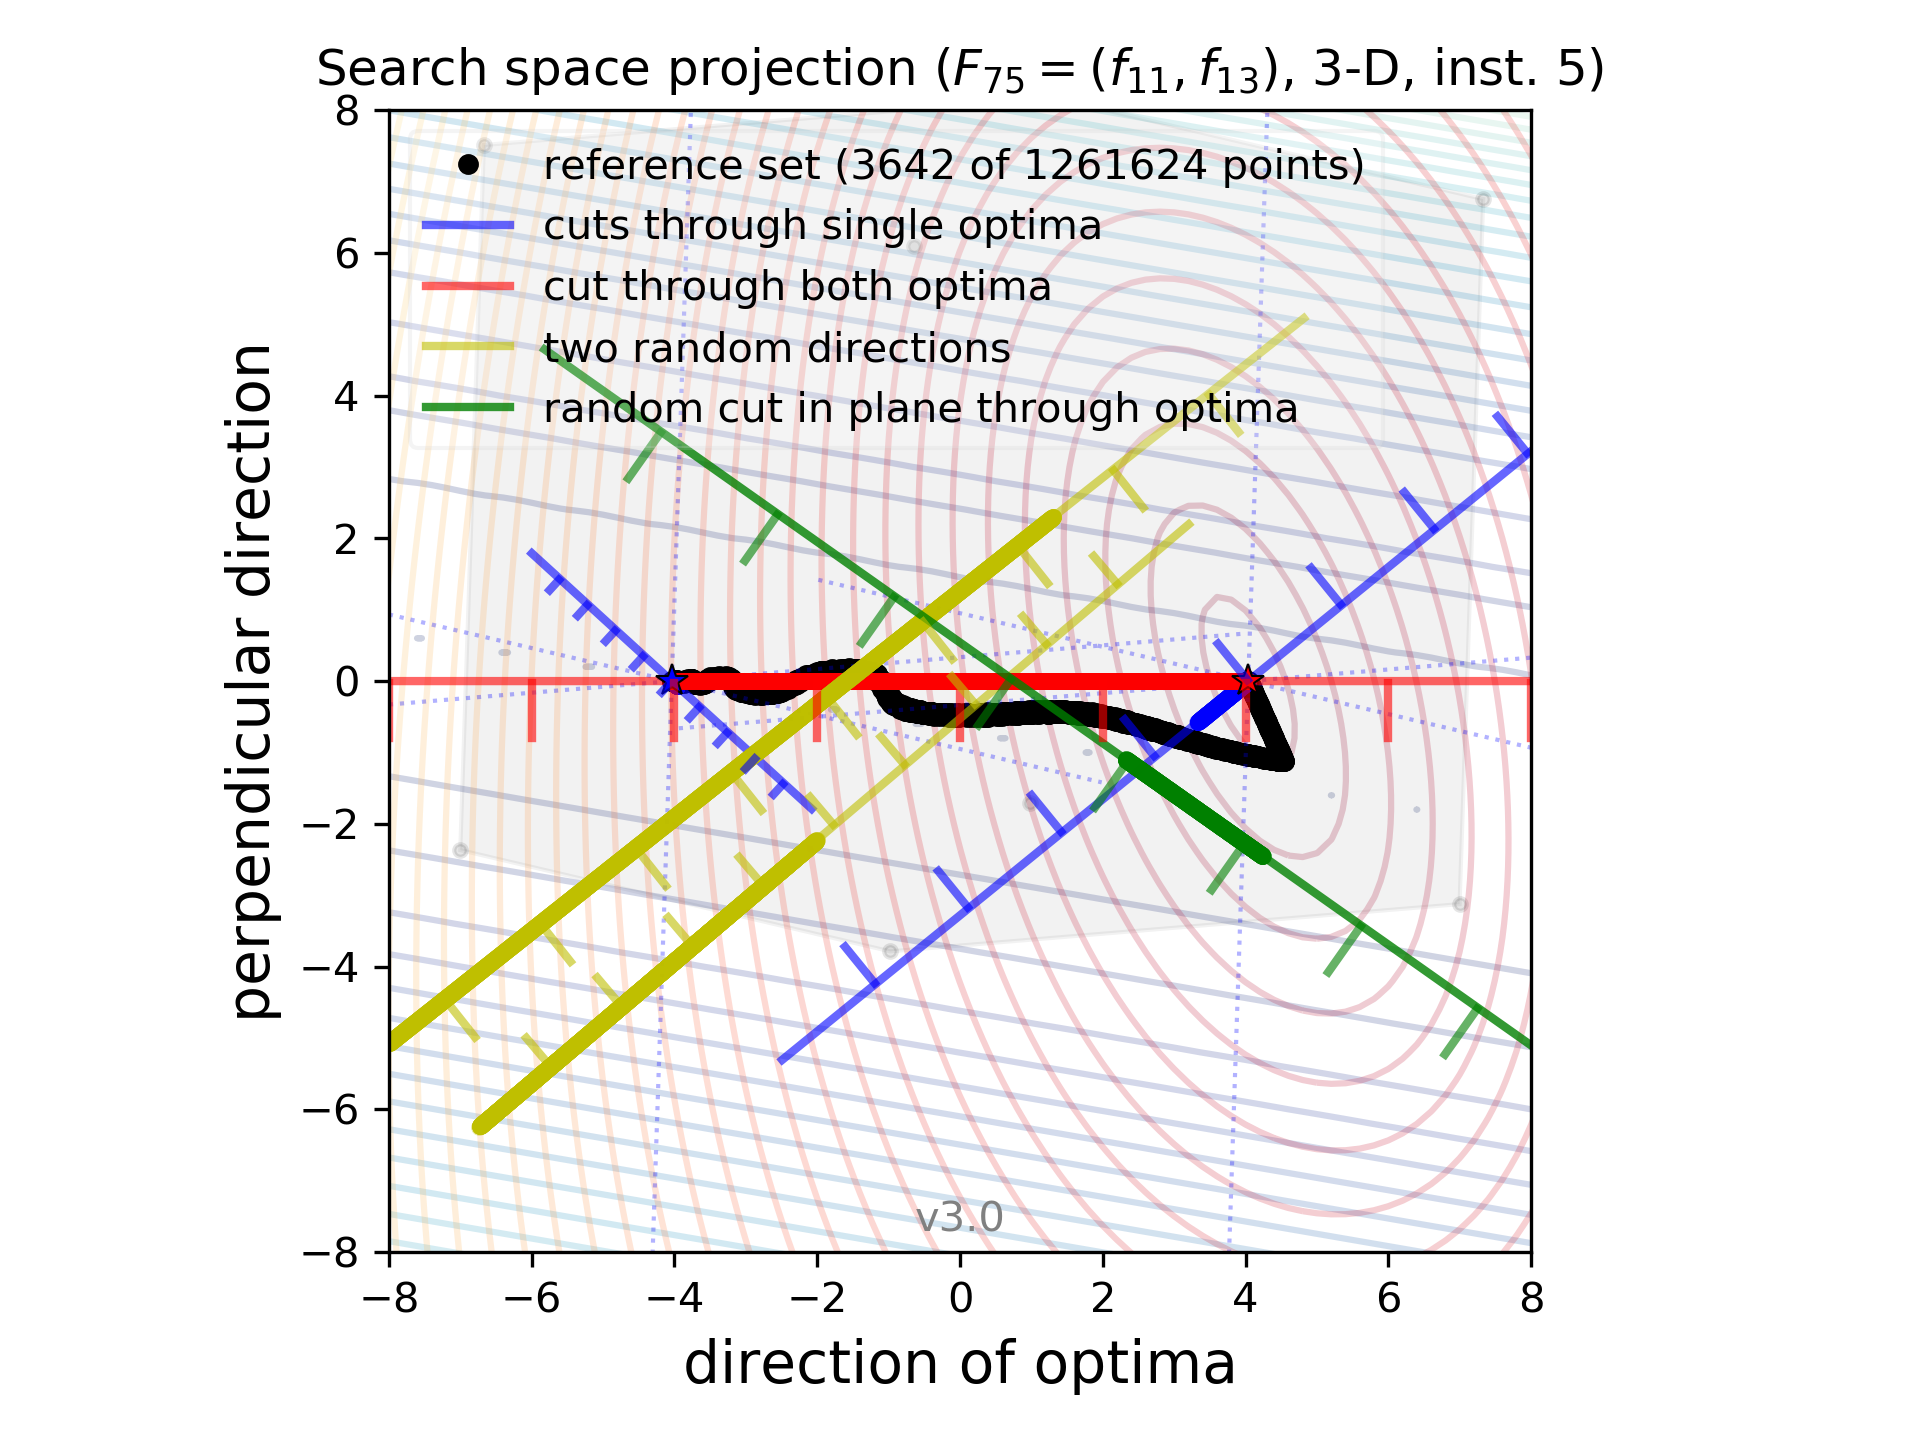 Search space projection (F₇₅ = (f₁₁, f₁₃), 3-D, inst. 5)
reference set (3642 of 1261624 points)
cuts through single optima
cut through both optima
two random directions
random cut in plane through optima
8
6
4
2
0
−2
−4
−6
−8
perpendicular direction
v3.0
−8 −6 −4 −2 0 2 4 6 8
direction of optima